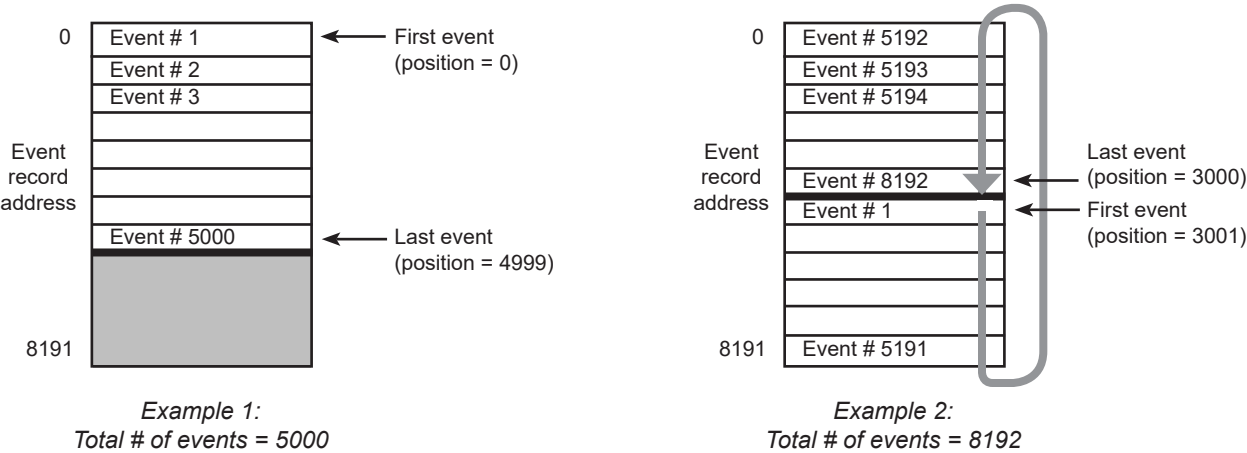 0
Event # 1
First event
(position = 0)
Event # 2
Event # 3
Event
record
address
Event # 5000
Last event
(position = 4999)
8191
Example 1:
Total # of events = 5000
0
Event # 5192
Event # 5193
Event # 5194
Event
record
address
Event # 8192
Last event
(position = 3000)
Event # 1
First event
(position = 3001)
8191
Event # 5191
Example 2:
Total # of events = 8192